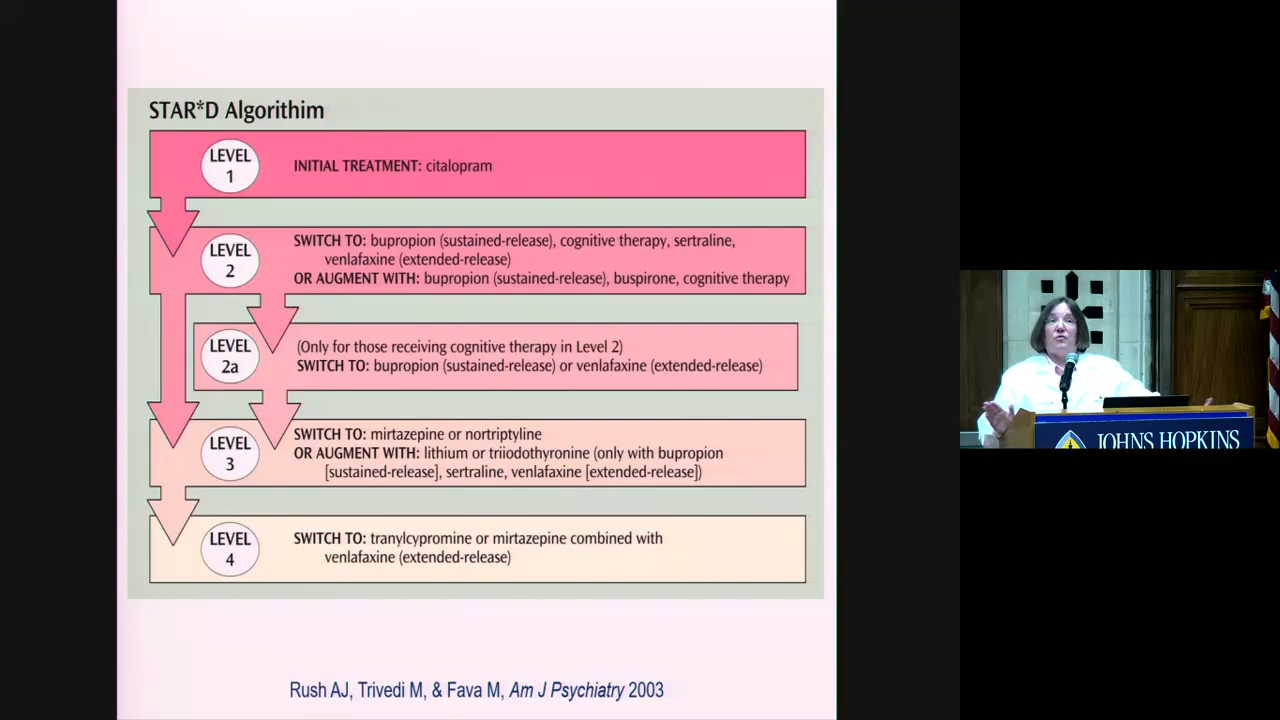 STAR*D Algorithim
LEVEL
1
INITIAL TREATMENT: citalopram
LEVEL
2
SWITCH TO: bupropion (sustained-release), cognitive therapy, sertraline,
venlafaxine (extended-release)
OR AUGMENT WITH: bupropion (sustained-release), buspirone, cognitive therapy
LEVEL
2a
(Only for those receiving cognitive therapy in Level 2)
SWITCH TO: bupropion (sustained-release) or venlafaxine (extended-release)
LEVEL
3
SWITCH TO: mirtazepine or nortriptyline
OR AUGMENT WITH: lithium or triiodothyronine (only with bupropion
[sustained-release], sertraline, venlafaxine [extended-release])
LEVEL
4
SWITCH TO: tranylcypromine or mirtazepine combined with
venlafaxine (extended-release)
Rush AJ, Trivedi M, & Fava M, Am J Psychiatry 2003
JOHNS HOPKINS